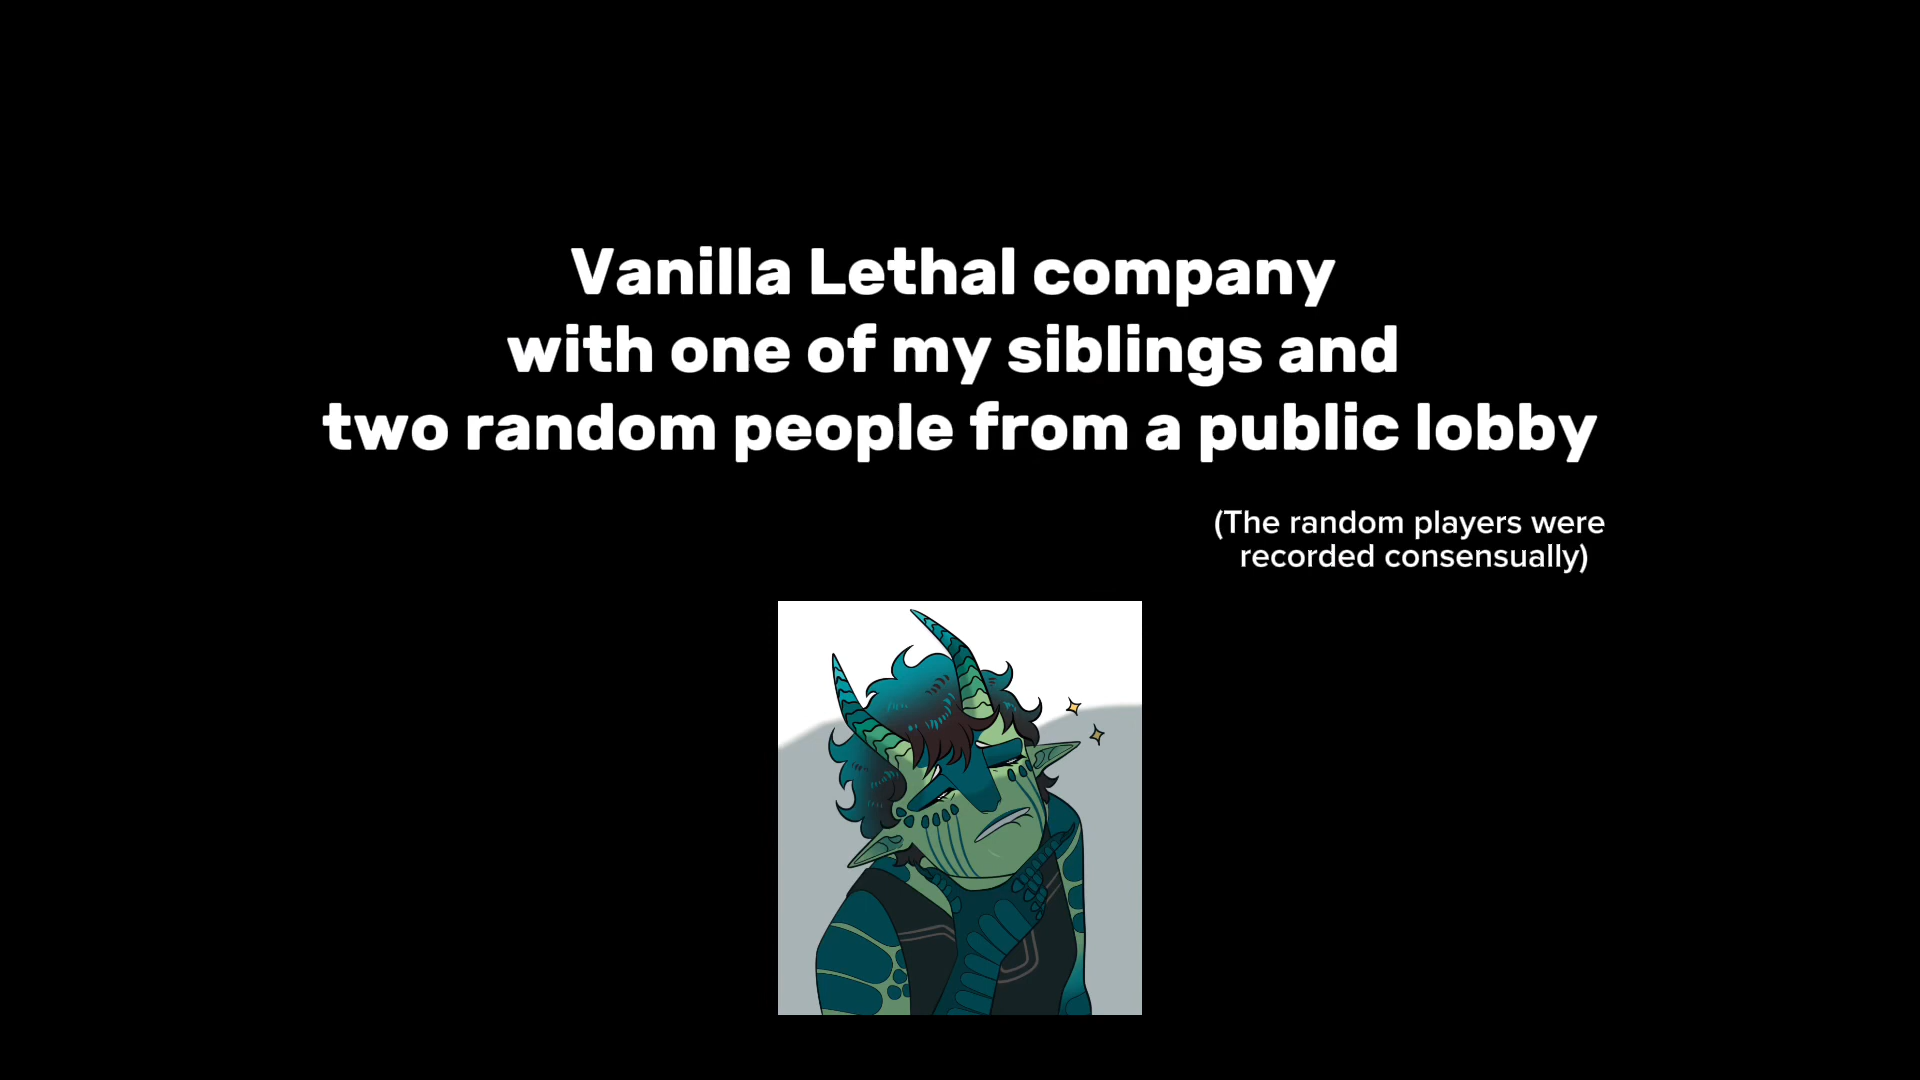 Vanilla Lethal company
with one of my siblings and
two random people from a public lobby
(The random players were
recorded consensually)